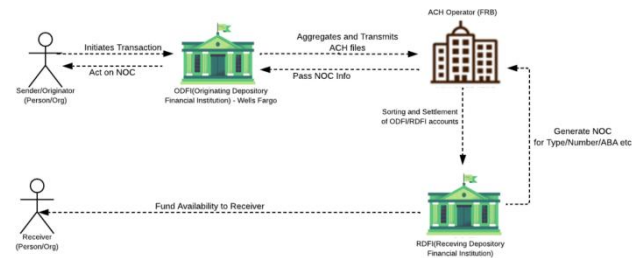 ACH Operator (FRB)
Initiates Transaction
Aggregates and Transmits
ACH files
Act on NOC
Pass NOC Info
Sender/Originator
(Person/Org)
ODFI(Originating Depository
Financial Institution) - Wells Fargo
Sorting and Settlement
of ODFI/RDFI accounts
Generate NOC
for Type/Number/ABA etc
Fund Availability to Receiver
Receiver
(Person/Org)
RDFI(Receving Depository
Financial Institution)